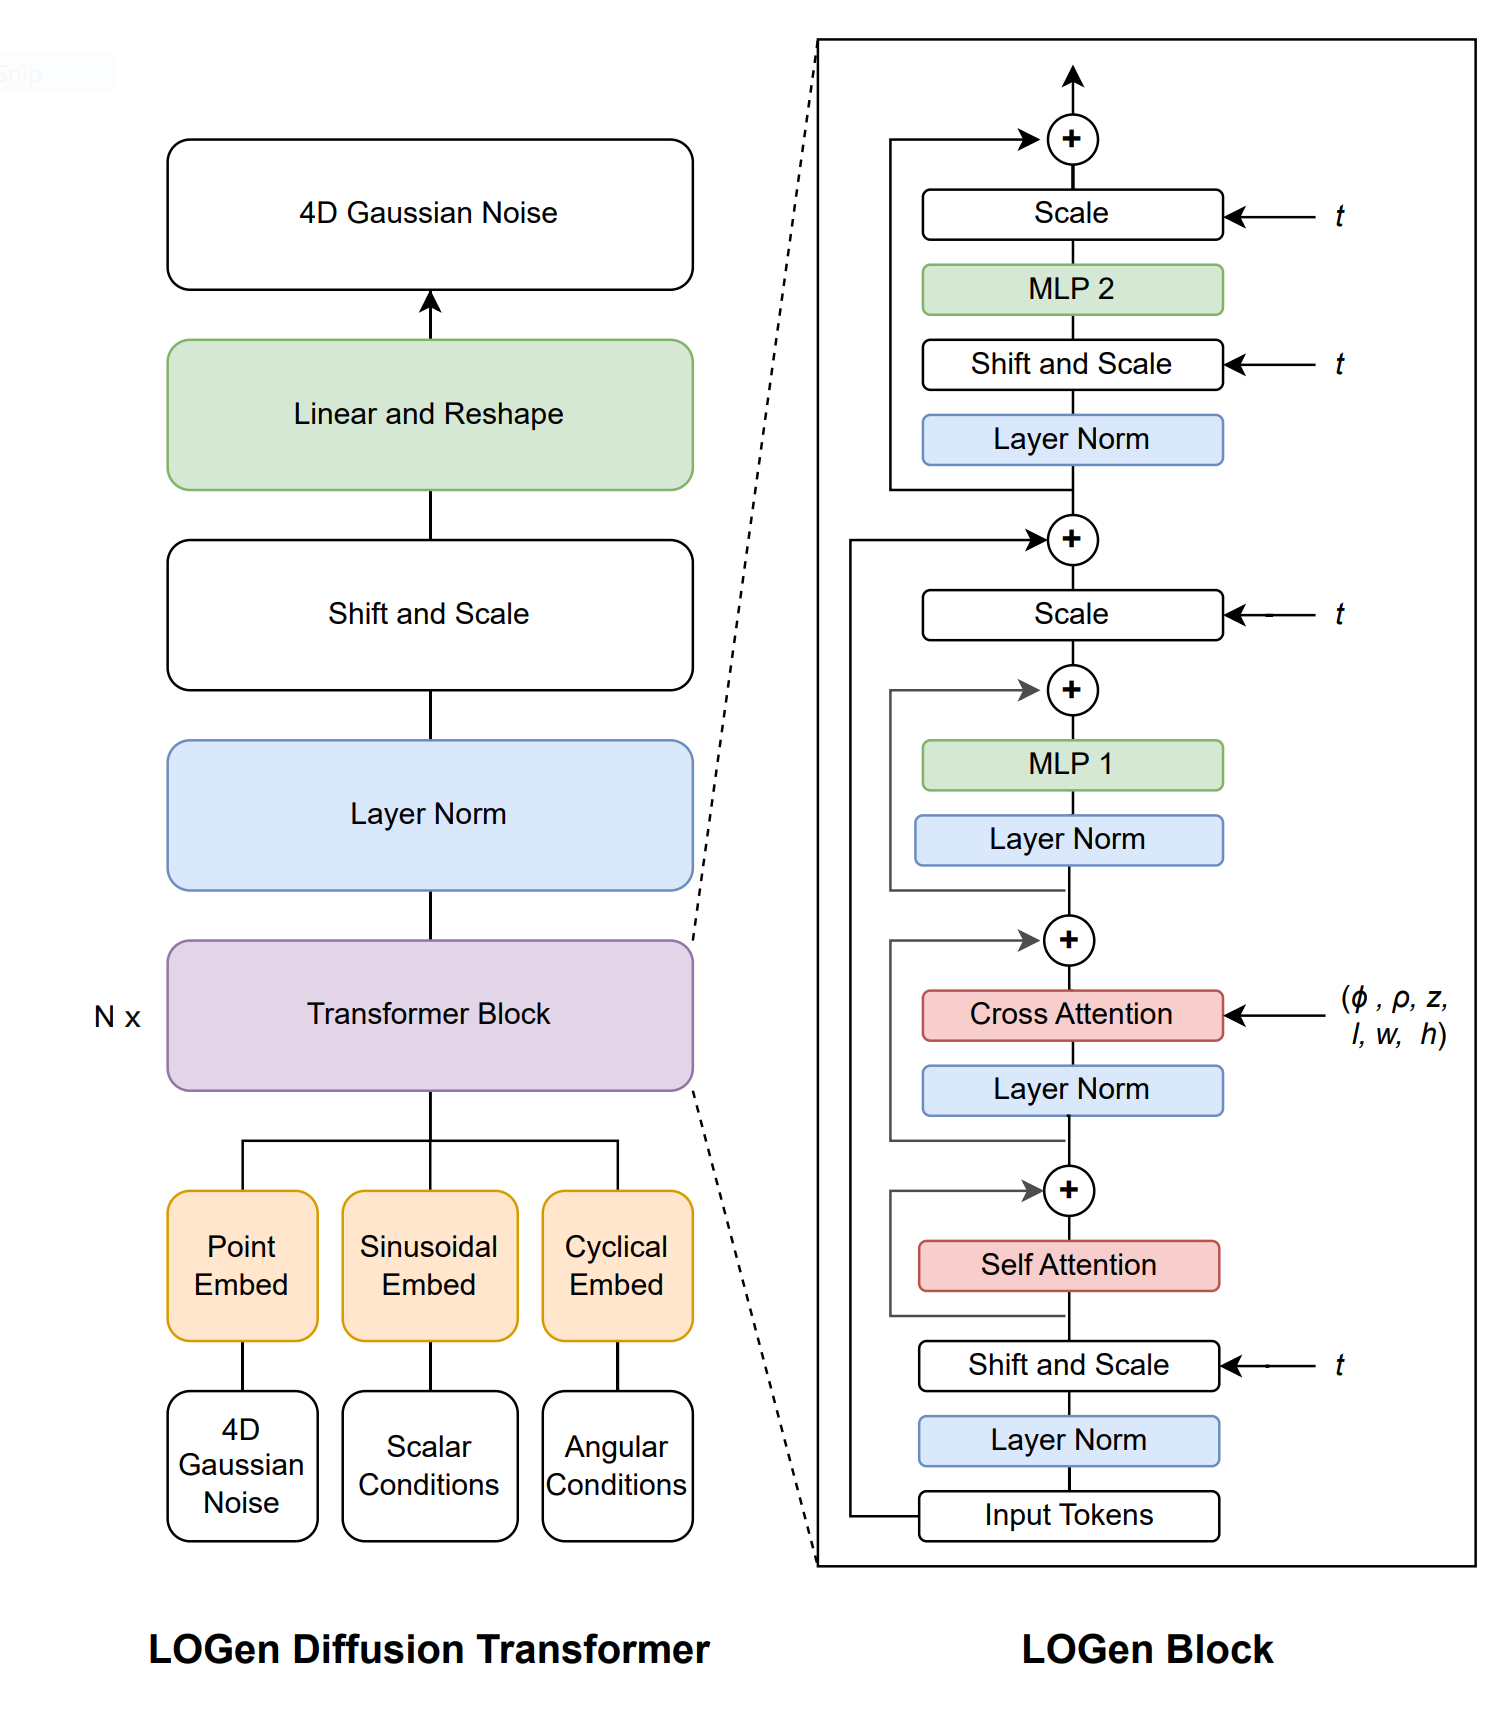 Snip
4D Gaussian Noise
Linear and Reshape
Shift and Scale
Layer Norm
N x
Transformer Block
Point
Embed
Sinusoidal
Embed
Cyclical
Embed
4D
Gaussian
Noise
Scalar
Conditions
Angular
Conditions
LOGen Diffusion Transformer
+
Scale
t
MLP 2
Shift and Scale
t
Layer Norm
+
Scale
t
+
MLP 1
Layer Norm
+
Cross Attention
(ϕ , ρ, z,
l, w, h)
Layer Norm
+
Self Attention
Shift and Scale
t
Layer Norm
Input Tokens
LOGen Block